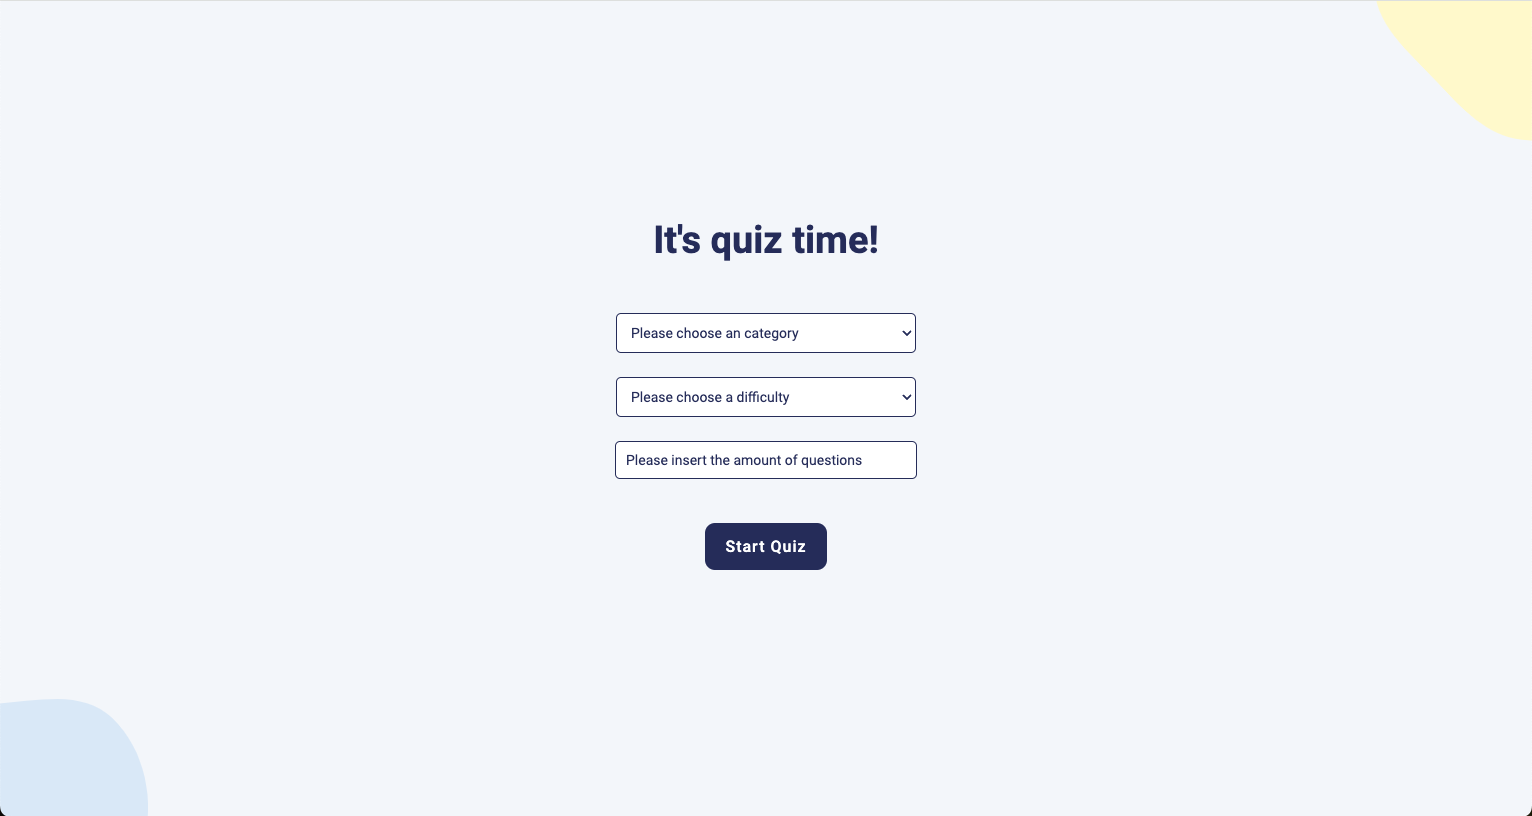 It's quiz time!
Please choose an category
Please choose a difficulty
Please insert the amount of questions
Start Quiz